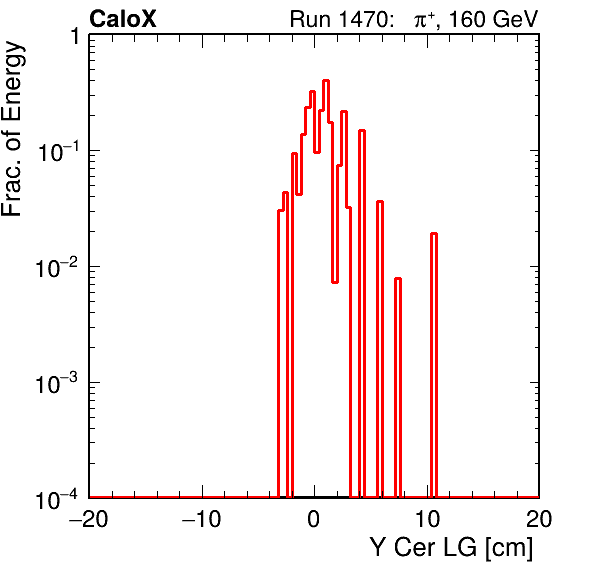 CaloX Run 1470: π⁺, 160 GeV
Frac. of Energy
1
10⁻¹
10⁻²
10⁻³
10⁻⁴
−20 −10 0 10 20
Y Cer LG [cm]